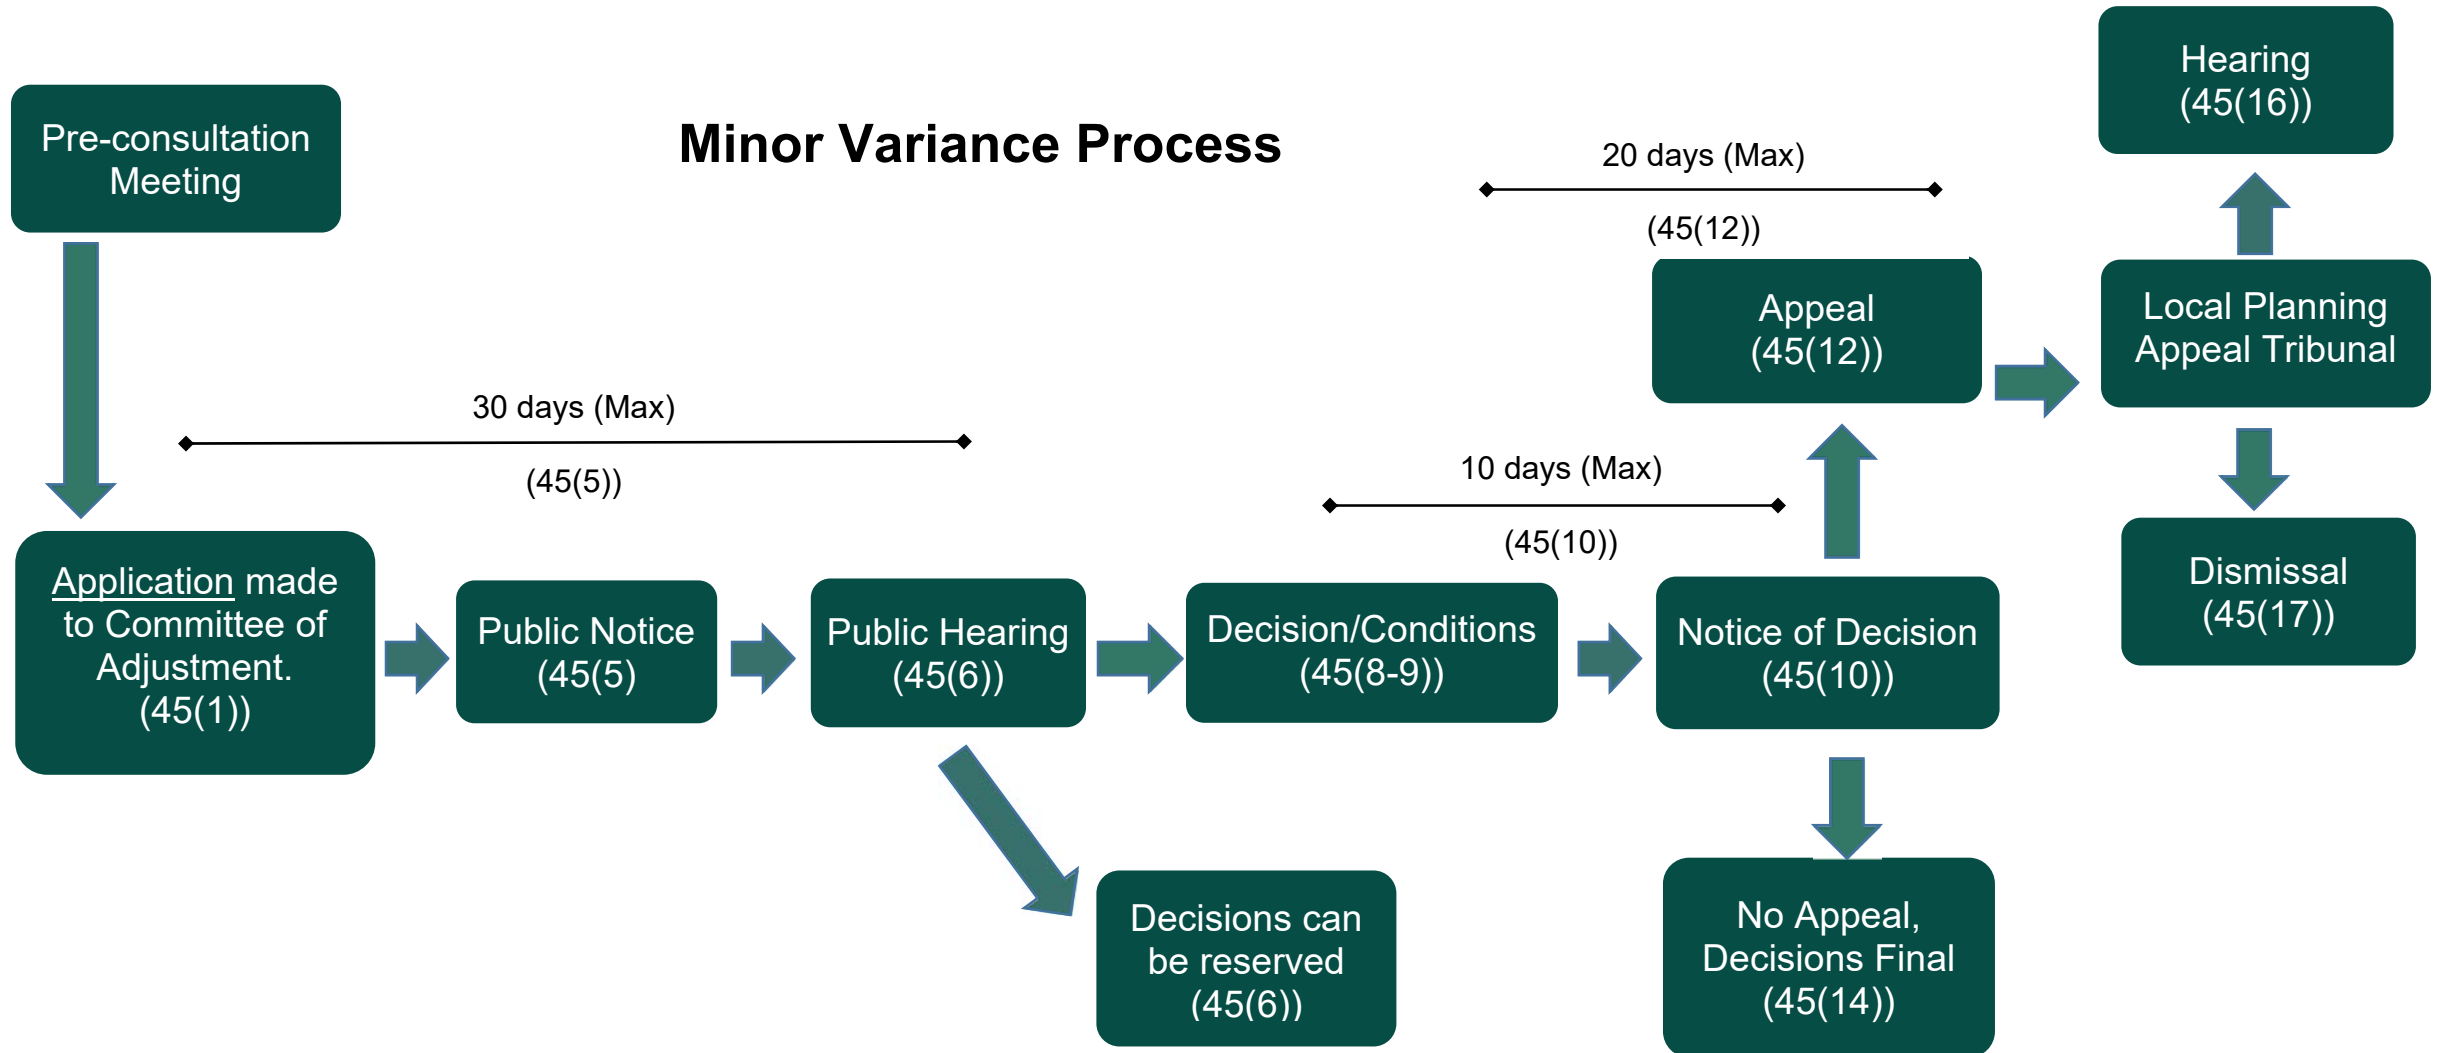 Minor Variance Process
Pre-consultation
Meeting
Application made
to Committee of
Adjustment.
(45(1))
30 days (Max)
(45(5))
Public Notice
(45(5)
Public Hearing
(45(6))
Decisions can
be reserved
(45(6))
Decision/Conditions
(45(8-9))
10 days (Max)
(45(10))
Notice of Decision
(45(10))
No Appeal,
Decisions Final
(45(14))
20 days (Max)
(45(12))
Appeal
(45(12))
Local Planning
Appeal Tribunal
Hearing
(45(16))
Dismissal
(45(17))